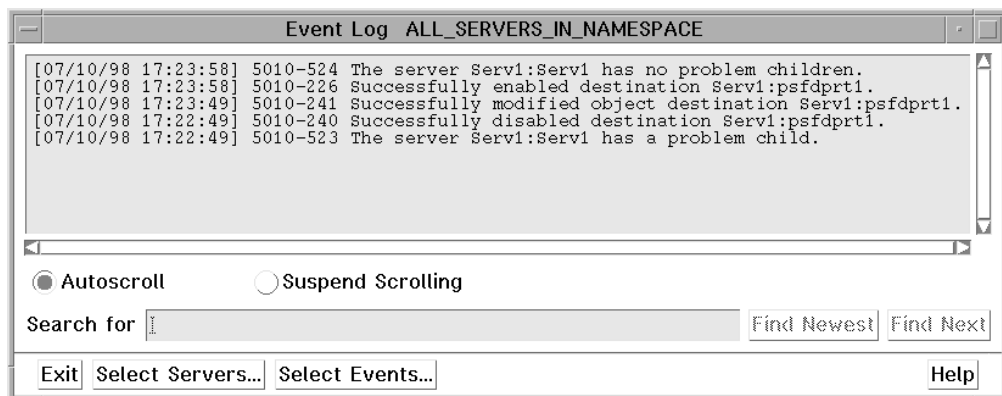 Event Log ALL_SERVERS_IN_NAMESPACE
[07/10/98 17:23:58] 5010-524 The server Serv1:Serv1 has no problem children.
[07/10/98 17:23:58] 5010-226 Successfully enabled destination Serv1:psfdprt1.
[07/10/98 17:23:49] 5010-241 Successfully modified object destination Serv1:psfdprt1.
[07/10/98 17:22:49] 5010-240 Successfully disabled destination Serv1:psfdprt1.
[07/10/98 17:22:49] 5010-523 The server Serv1:Serv1 has a problem child.
Autoscroll Suspend Scrolling
Search for Find Newest Find Next
Exit Select Servers... Select Events... Help